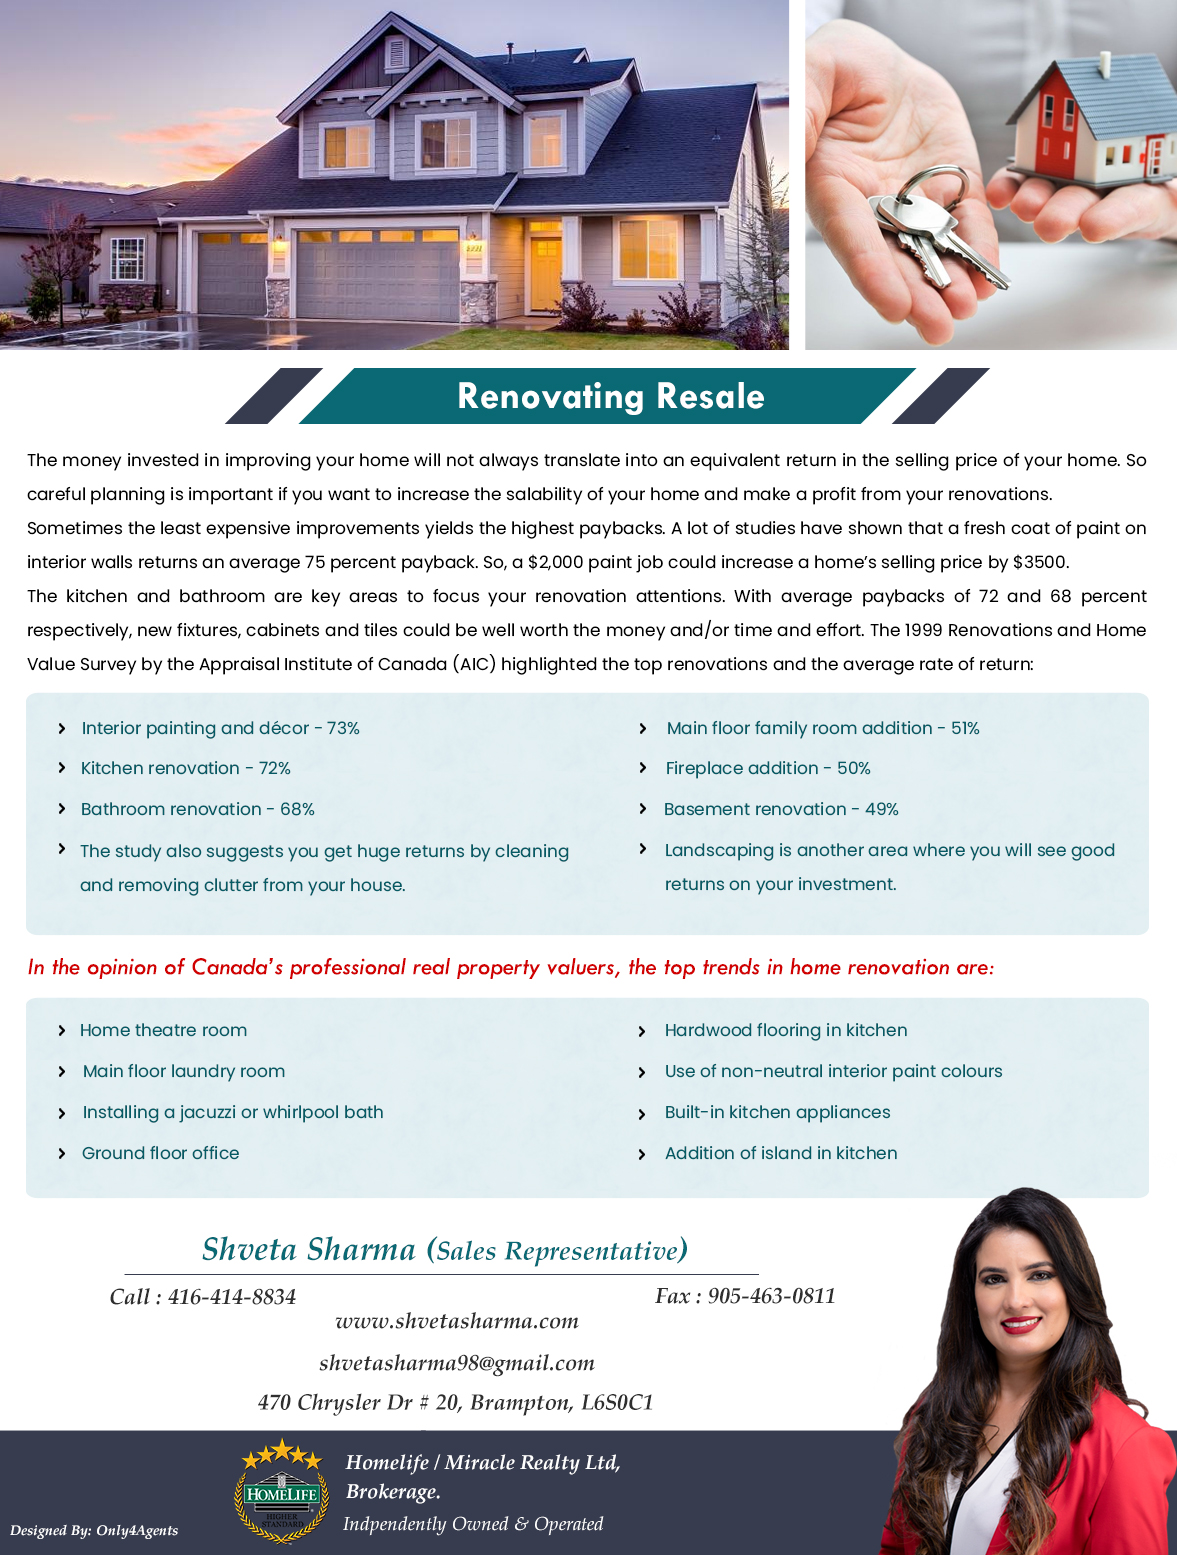 Renovating Resale
The money invested in improving your home will not always translate into an equivalent return in the selling price of your home. So
careful planning is important if you want to increase the salability of your home and make a profit from your renovations.
Sometimes the least expensive improvements yields the highest paybacks. A lot of studies have shown that a fresh coat of paint on
interior walls returns an average 75 percent payback. So, a $2,000 paint job could increase a home’s selling price by $3500.
The kitchen and bathroom are key areas to focus your renovation attentions. With average paybacks of 72 and 68 percent
respectively, new fixtures, cabinets and tiles could be well worth the money and/or time and effort. The 1999 Renovations and Home
Value Survey by the Appraisal Institute of Canada (AIC) highlighted the top renovations and the average rate of return:
Interior painting and décor - 73%
Kitchen renovation - 72%
Bathroom renovation - 68%
The study also suggests you get huge returns by cleaning
and removing clutter from your house.
Main floor family room addition - 51%
Fireplace addition - 50%
Basement renovation - 49%
Landscaping is another area where you will see good
returns on your investment.
In the opinion of Canada’s professional real property valuers, the top trends in home renovation are:
Home theatre room
Main floor laundry room
Installing a jacuzzi or whirlpool bath
Ground floor office
Hardwood flooring in kitchen
Use of non-neutral interior paint colours
Built-in kitchen appliances
Addition of island in kitchen
Shveta Sharma (Sales Representative)
Call : 416-414-8834
Fax : 905-463-0811
www.shvetasharma.com
shvetasharma98@gmail.com
470 Chrysler Dr # 20, Brampton, L6S0C1
HOMELIFE
HIGHER
STANDARD
Homelife / Miracle Realty Ltd,
Brokerage.
Indpendently Owned & Operated
Designed By: Only4Agents